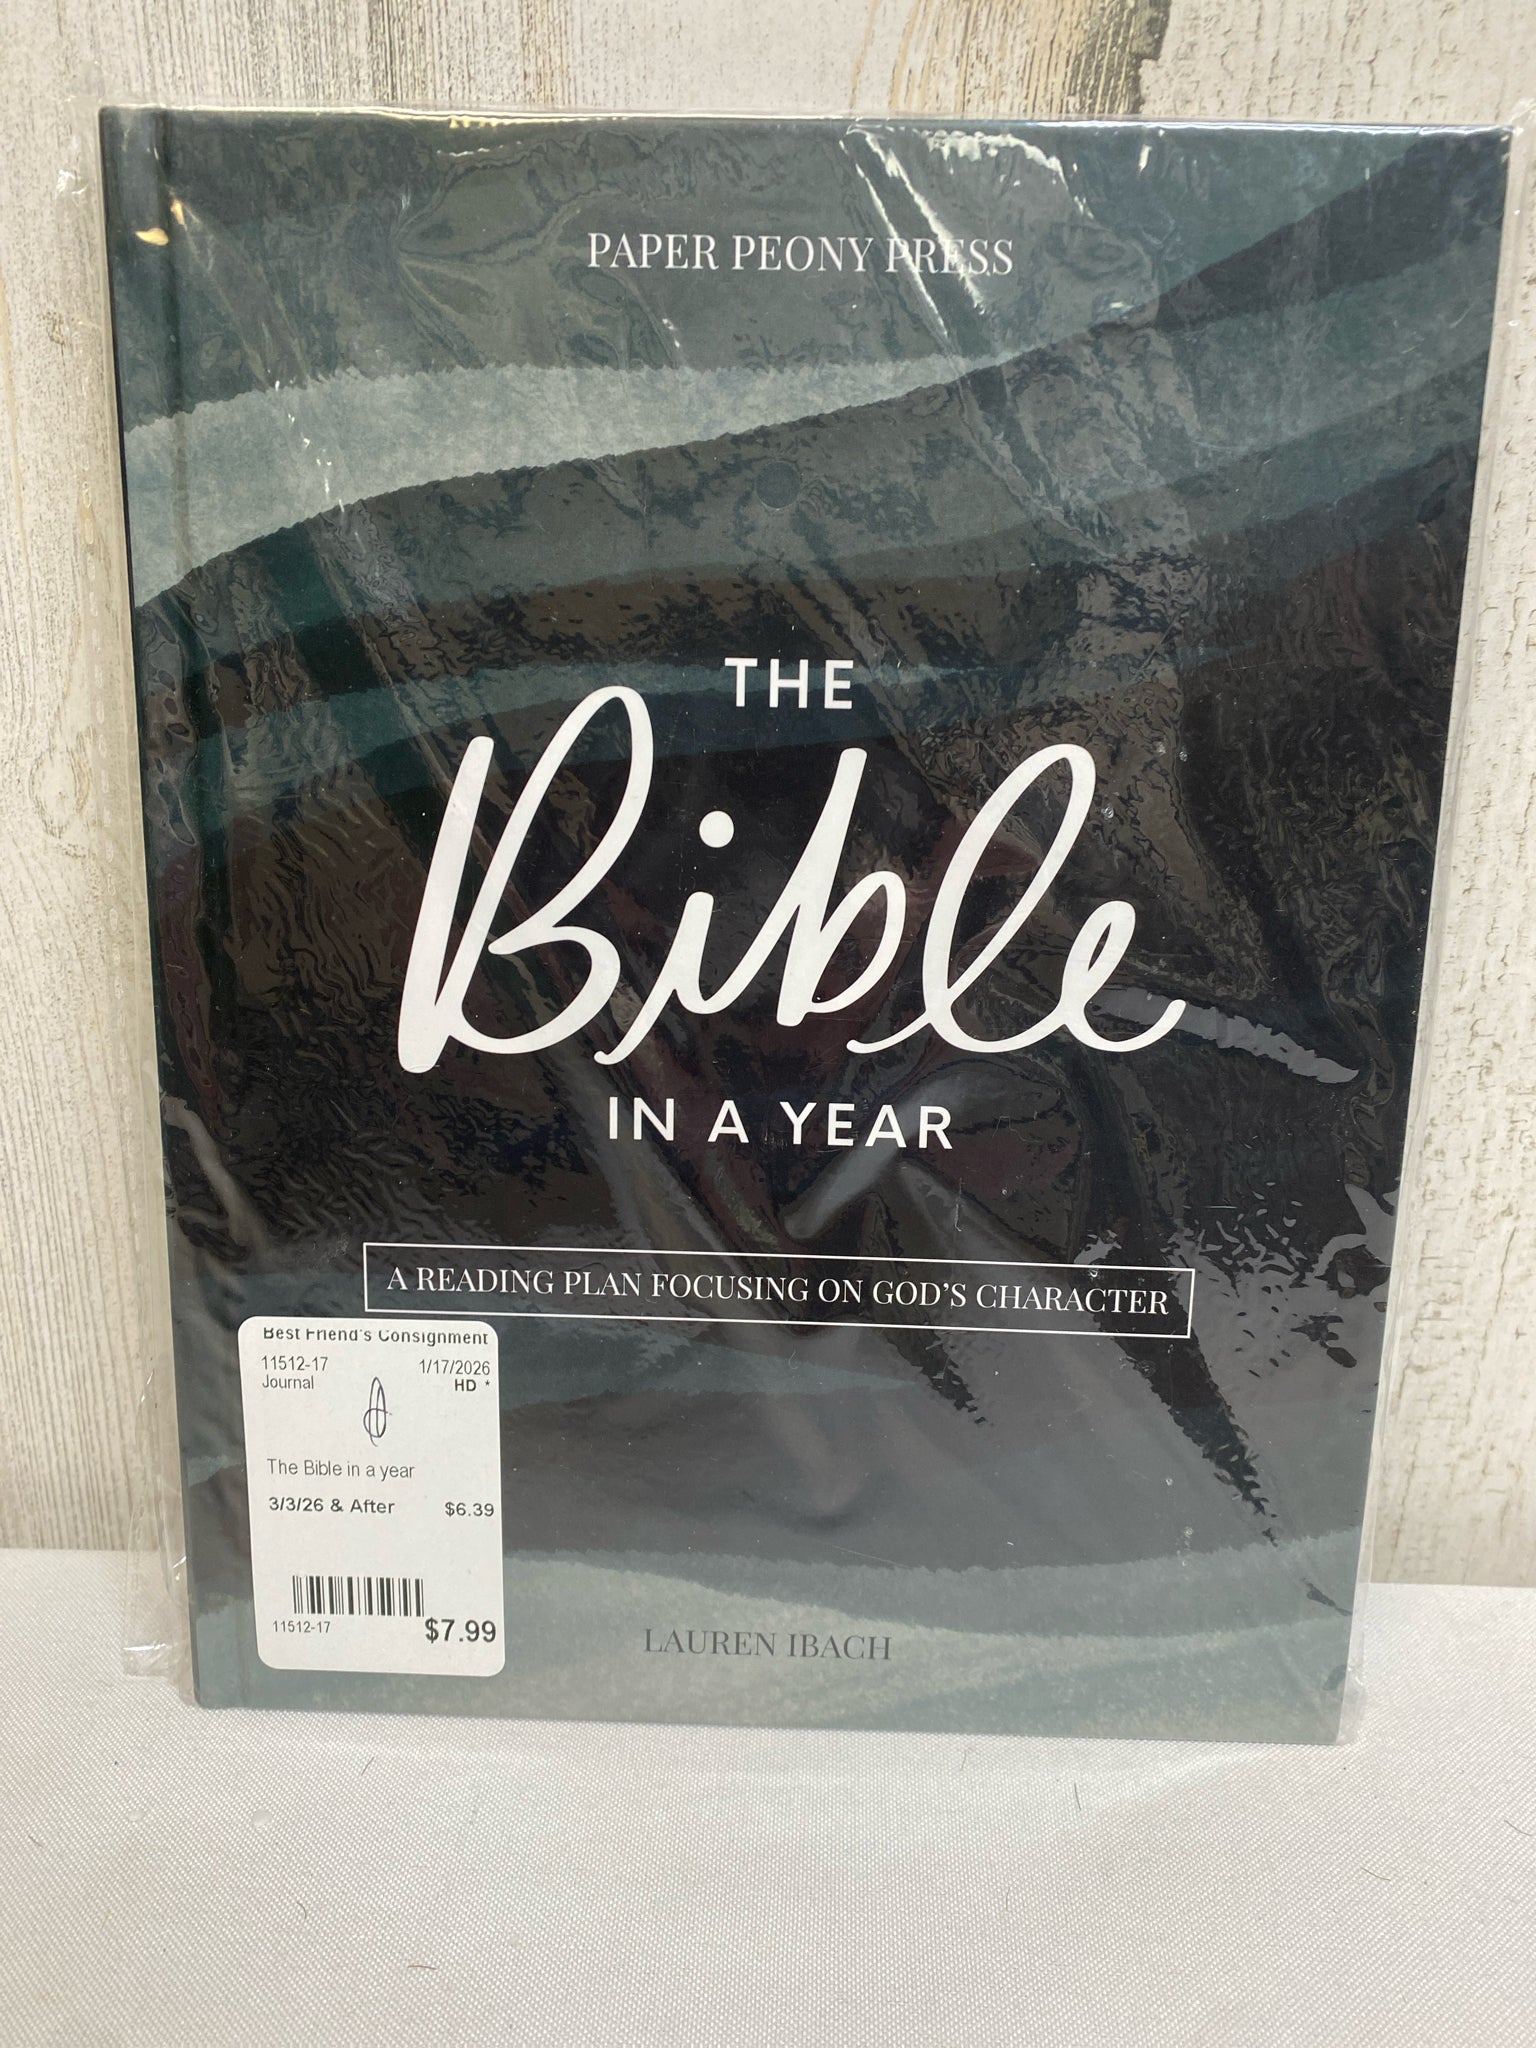 PAPER PEONY PRESS
THE
Bible
IN A YEAR
A READING PLAN FOCUSING ON GOD'S CHARACTER
Best Friend's Consignment
11512-17 1/17/2026
Journal HD *
The Bible in a year
3/3/26 & After $6.39
11512-17 $7.99
LAUREN IBACH